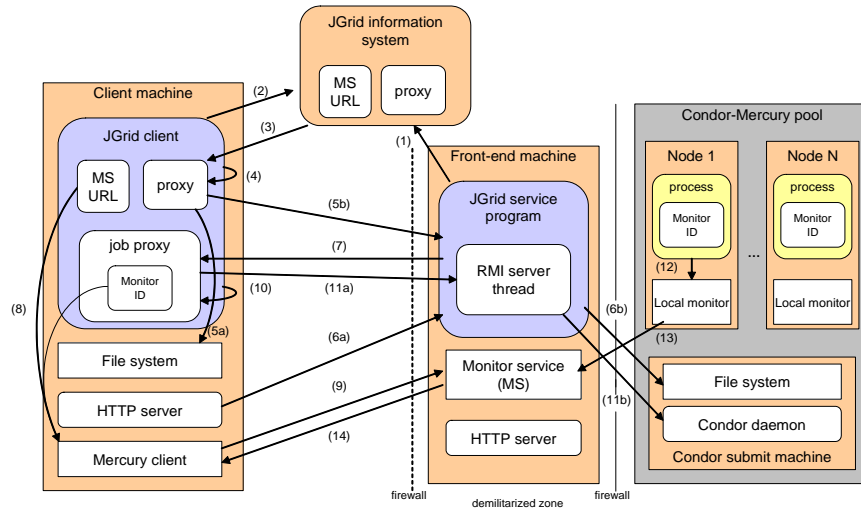 JGrid information
system
MS
URL
proxy
Client machine
(2)
(3)
(1)
JGrid client
MS
URL
proxy
(4)
(5b)
job proxy
Monitor
ID
(7)
(10)
(11a)
(8)
(5a)
(6a)
File system
HTTP server
Mercury client
(9)
(14)
Front-end machine
JGrid service
program
RMI server
thread
Monitor service
(MS)
HTTP server
firewall
demilitarized zone
firewall
(6b)
(13)
(11b)
Condor-Mercury pool
Node 1
process
Monitor
ID
(12)
Local monitor
...
Node N
process
Monitor
ID
Local monitor
File system
Condor daemon
Condor submit machine